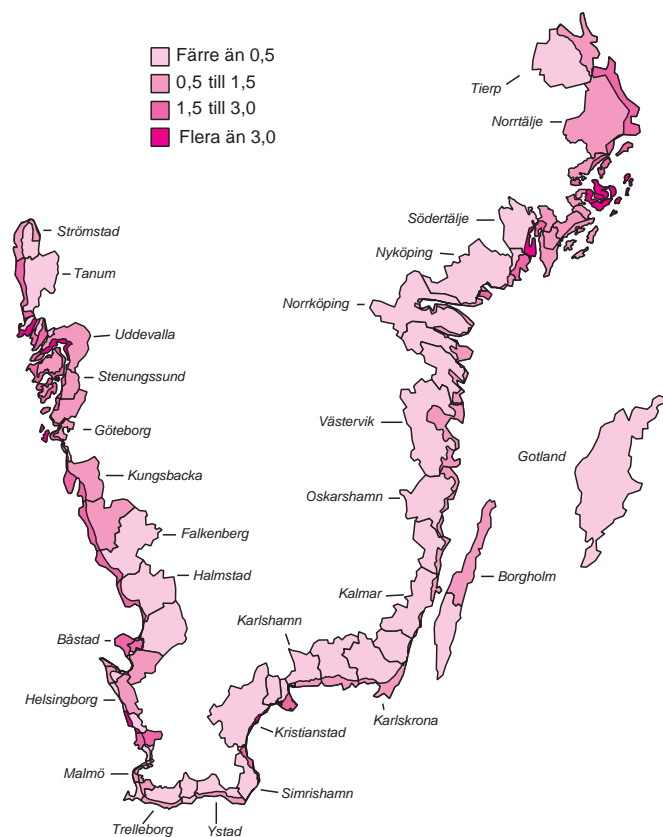 Färre än 0,5
0,5 till 1,5
1,5 till 3,0
Flera än 3,0
Tierp
Norrtälje
Södertälje
Strömstad
Nyköping
Tanum
Norrköping
Uddevalla
Stenungssund
Västervik
Göteborg
Gotland
Kungsbacka
Oskarshamn
Falkenberg
Halmstad
Borgholm
Kalmar
Karlshamn
Båstad
Helsingborg
Karlskrona
Kristianstad
Malmö
Simrishamn
Trelleborg
Ystad